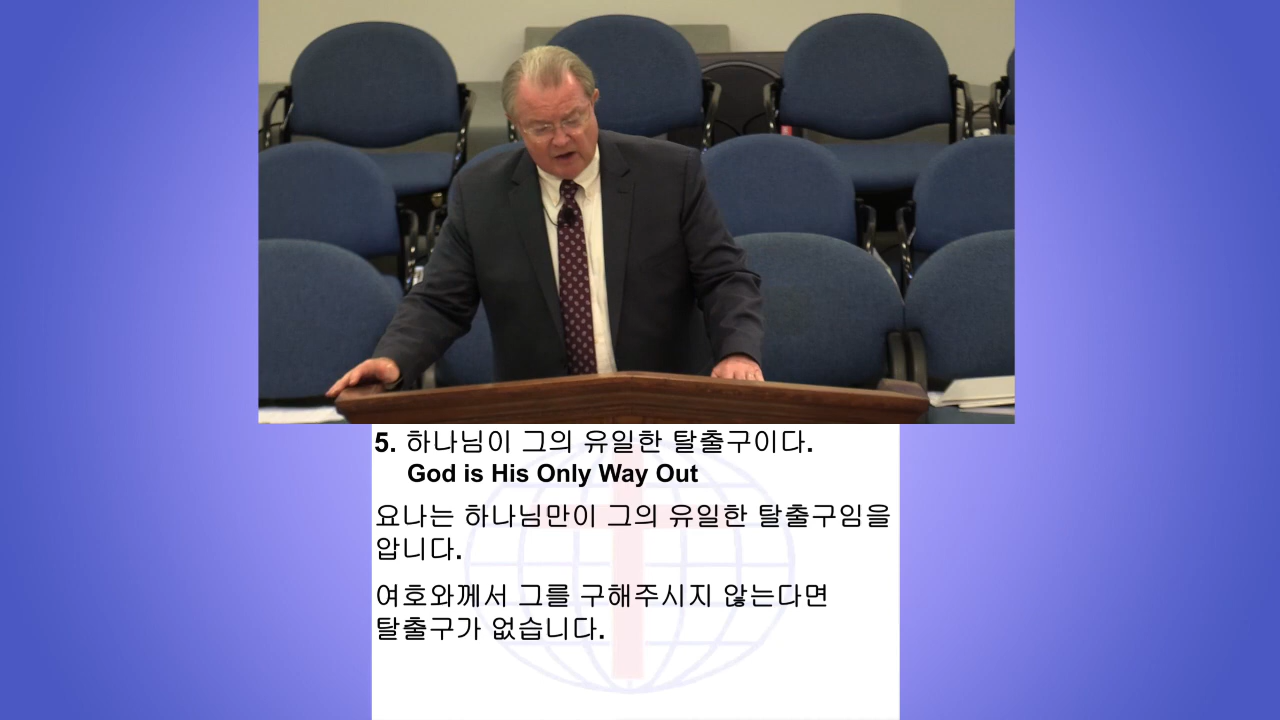 5. 하나님이 그의 유일한 탈출구이다.
God is His Only Way Out
요나는 하나님만이 그의 유일한 탈출구임을
압니다.
여호와께서 그를 구해주시지 않는다면
탈출구가 없습니다.